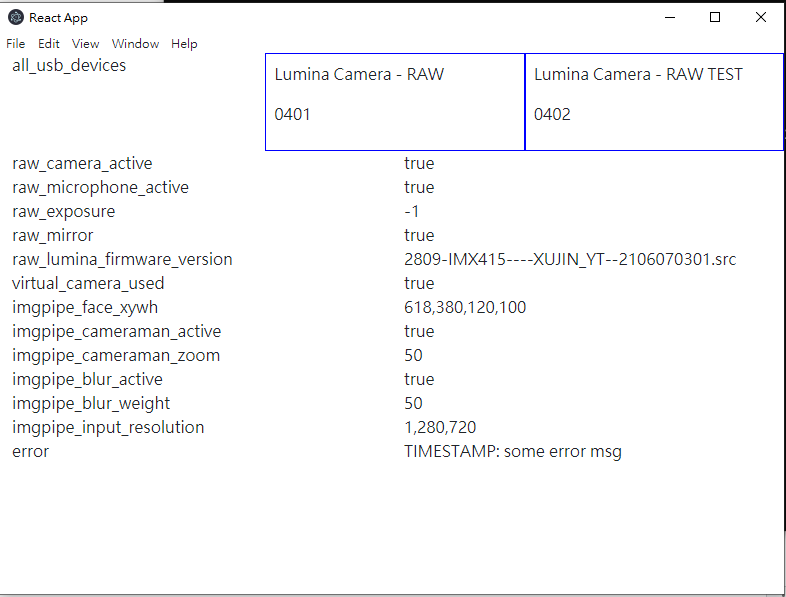 React App
File Edit View Window Help
all_usb_devices
Lumina Camera - RAW
0401
Lumina Camera - RAW TEST
0402
raw_camera_active true
raw_microphone_active true
raw_exposure -1
raw_mirror true
raw_lumina_firmware_version 2809-IMX415----XUJIN_YT--2106070301.src
virtual_camera_used true
imgpipe_face_xywh 618,380,120,100
imgpipe_cameraman_active true
imgpipe_cameraman_zoom 50
imgpipe_blur_active true
imgpipe_blur_weight 50
imgpipe_input_resolution 1,280,720
error TIMESTAMP: some error msg